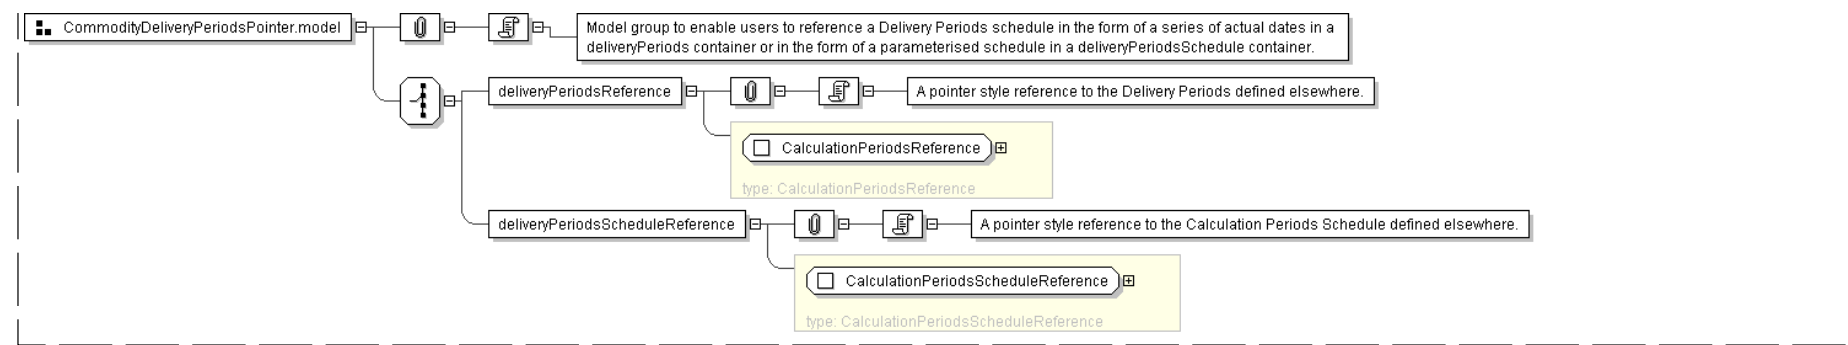 CommodityDeliveryPeriodsPointer.model
Model group to enable users to reference a Delivery Periods schedule in the form of a series of actual dates in a
deliveryPeriods container or in the form of a parameterised schedule in a deliveryPeriodsSchedule container.
deliveryPeriodsReference
A pointer style reference to the Delivery Periods defined elsewhere.
CalculationPeriodsReference
type: CalculationPeriodsReference
deliveryPeriodsScheduleReference
A pointer style reference to the Calculation Periods Schedule defined elsewhere.
CalculationPeriodsScheduleReference
type: CalculationPeriodsScheduleReference